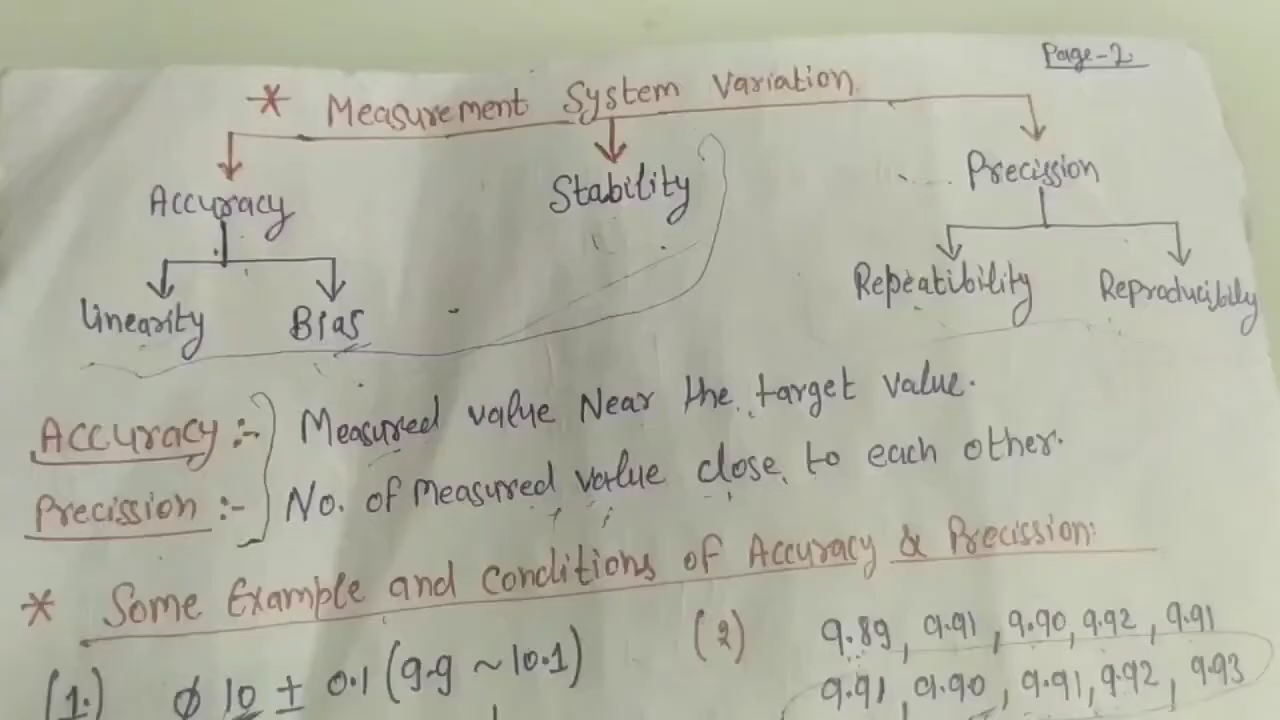 Page-2
* Measurement System Variation
Accuracy Stability Precission
Linearity Bias Repeatibility Reproducibily
Accuracy :- Measured value Near the target value.
Precission :- No. of Measured value close to each other.
* Some Example and Conditions of Accuracy & Precission:
(1.) φ 10 ± 0.1 (9.9 ~ 10.1)
(2) 9.89, 9.91, 9.90, 9.92, 9.91
9.91, 9.90, 9.91, 9.92, 9.93